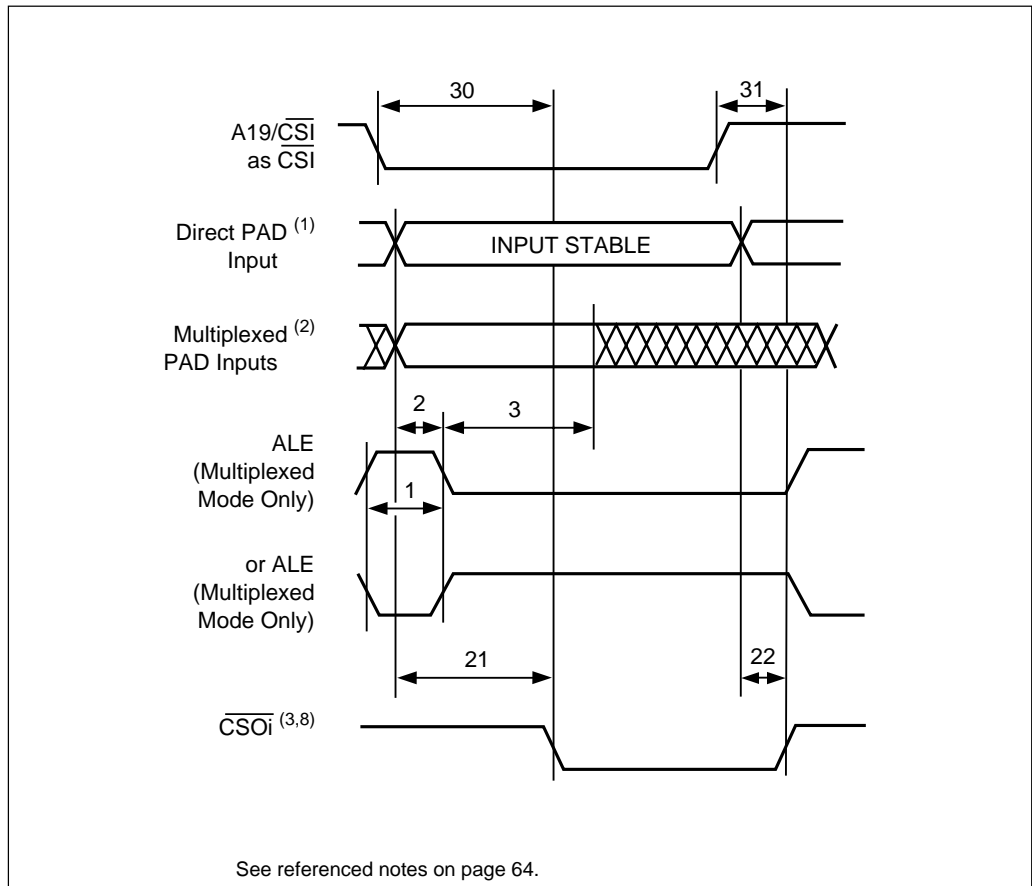 30
31
A19/CSI
as CSI
Direct PAD (1)
Input
INPUT STABLE
Multiplexed (2)
PAD Inputs
2
3
ALE
(Multiplexed
Mode Only)
1
or ALE
(Multiplexed
Mode Only)
21
22
CSOi (3,8)
See referenced notes on page 64.